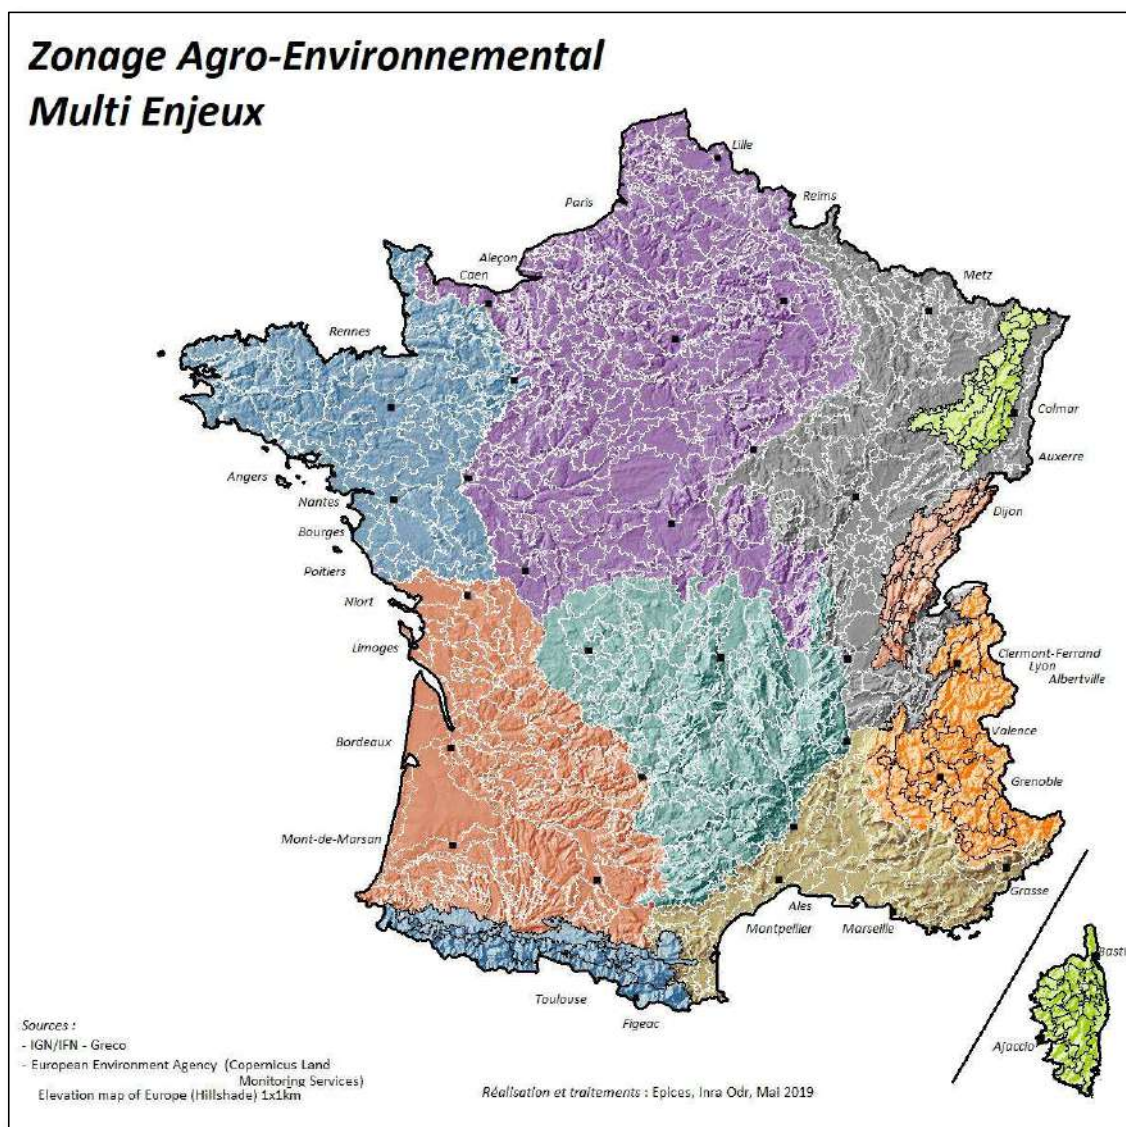 Zonage Agro-Environnemental
Multi Enjeux
Lille
Reims
Paris
Metz
Aleçon
Caen
Rennes
Colmar
Auxerre
Angers
Nantes
Dijon
Bourges
Poitiers
Niort
Limoges
Clermont-Ferrand
Lyon
Albertville
Valence
Bordeaux
Grenoble
Mont-de-Marsan
Grasse
Ales
Montpellier
Marseille
Basti
Toulouse
Figeac
Ajaccio
Sources :
- IGN/IFN - Greco
- European Environment Agency (Copernicus Land
Monitoring Services)
Elevation map of Europe (Hillshade) 1x1km
Réalisation et traitements : Epices, Inra Odr, Mai 2019